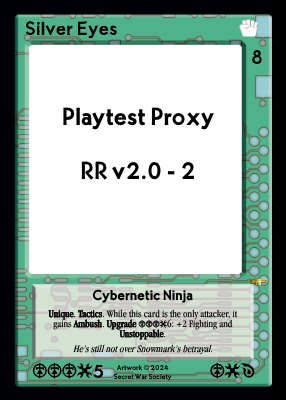 Silver Eyes
8
Playtest Proxy
RR v2.0 - 2
Cybernetic Ninja
Unique. Tactics. While this card is the only attacker, it
gains Ambush. Upgrade 6: +2 Fighting and
Unstoppable.
He's still not over Snowmark's betrayal.
5
Artwork © 2024
Secret War Society